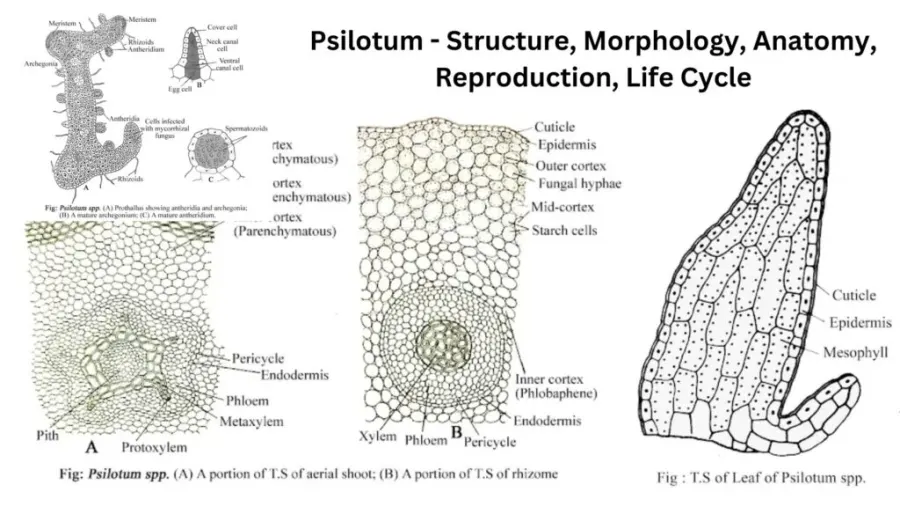 Psilotum - Structure, Morphology, Anatomy,
Reproduction, Life Cycle
Meristem
Meristem
Rhizoids
Antheridium
Archegonia
Antheridia
Cells infected
with mycorrhizal
fungus
Rhizoids
A
Cover cell
Neck canal
cell
Ventral
canal cell
Egg cell
B
Spermatozoids
C
Fig: Psilotum spp. (A) Prothallus showing antheridia and archegonia;
(B) A mature archegonium; (C) A mature antheridium.
rtex
chymatous)
ortex
enchymatous)
ortex
(Parenchymatous)
Pericycle
Endodermis
Phloem
Metaxylem
Pith
A
Protoxylem
Cuticle
Epidermis
Outer cortex
Fungal hyphae
Mid-cortex
Starch cells
Inner cortex
(Phlobaphene)
Endodermis
Xylem
Phloem
B
Pericycle
Fig: Psilotum spp. (A) A portion of T.S of aerial shoot; (B) A portion of T.S of rhizome
Cuticle
Epidermis
Mesophyll
Fig : T.S of Leaf of Psilotum spp.